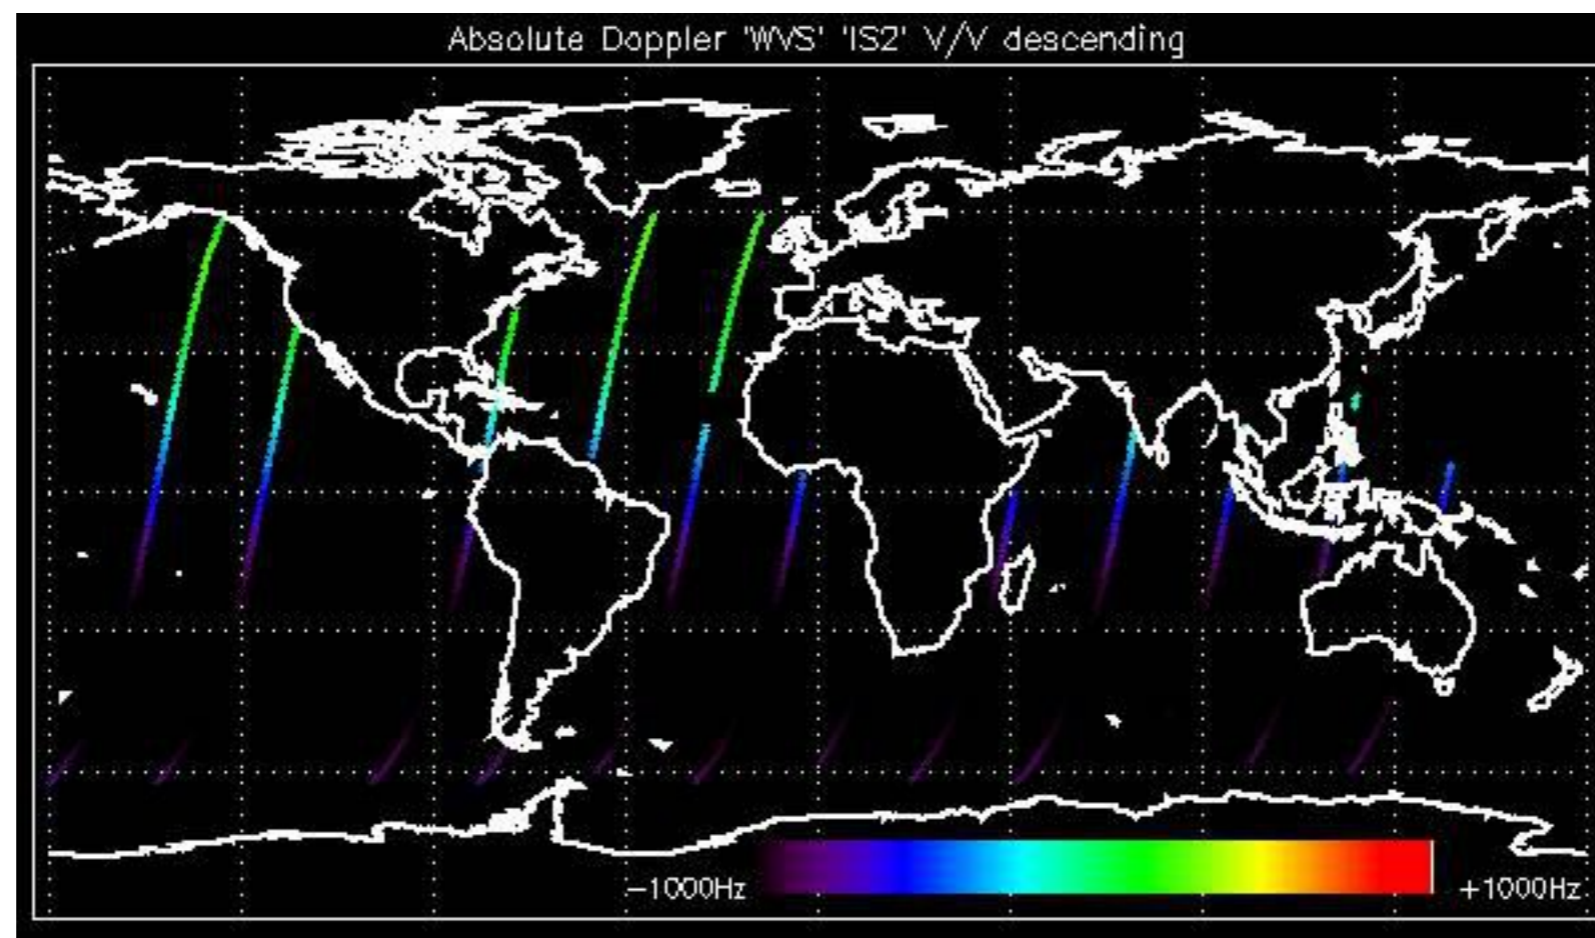 Absolute Doppler 'WVS' 'IS2' V/V descending
−1000Hz
+1000Hz